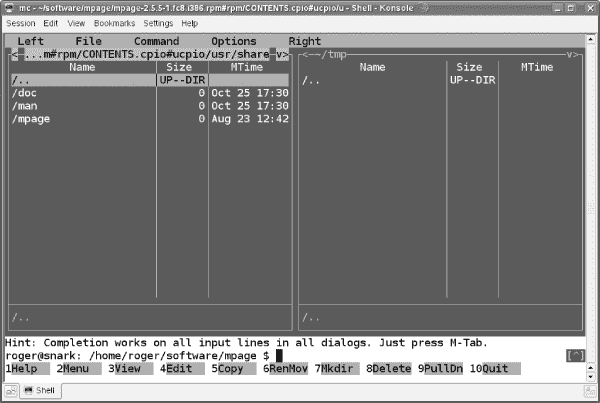 mc - ~/software/mpage/mpage-2.5.5-1.fc8.i386.rpm#rpm/CONTENTS.cpio#ucpio/u - Shell - Konsole
Session Edit View Bookmarks Settings Help
Left File Command Options Right
<- ...m#rpm/CONTENTS.cpio#ucpio/usr/share v> <-~/tmp v>
Name Size MTime Name Size MTime
/.. UP--DIR /.. UP--DIR
/doc 0 Oct 25 17:30
/man 0 Oct 25 17:30
/mpage 0 Aug 23 12:42
/.. /..
Hint: Completion works on all input lines in all dialogs. Just press M-Tab.
roger@snark: /home/roger/software/mpage $ [^]
1Help 2Menu 3View 4Edit 5Copy 6RenMov 7Mkdir 8Delete 9PullDn 10Quit
Shell